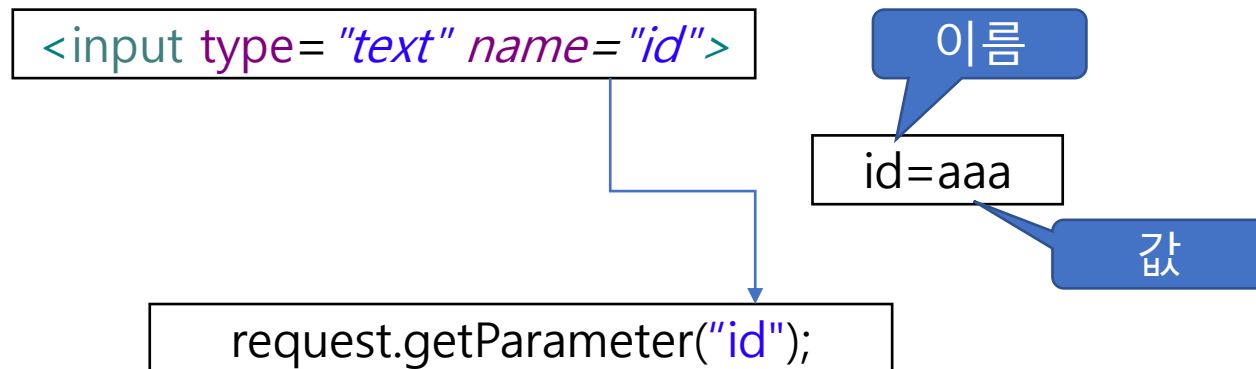 <input type="text" name="id">
이름
id=aaa
값
request.getParameter("id");